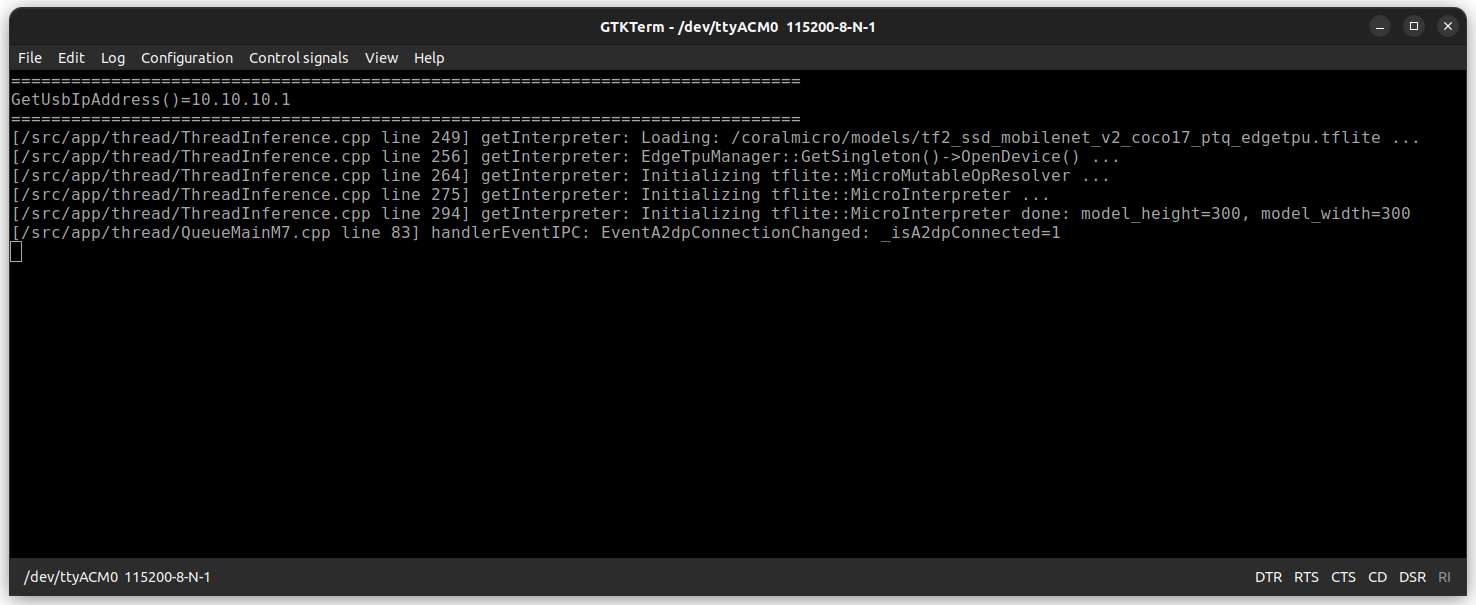 GTKTerm - /dev/ttyACM0 115200-8-N-1
File Edit Log Configuration Control signals View Help
===============================================================================
GetUsbIpAddress()=10.10.10.1
===============================================================================
[/src/app/thread/ThreadInference.cpp line 249] getInterpreter: Loading: /coralmicro/models/tf2_ssd_mobilenet_v2_coco17_ptq_edgetpu.tflite ...
[/src/app/thread/ThreadInference.cpp line 256] getInterpreter: EdgeTpuManager::GetSingleton()->OpenDevice() ...
[/src/app/thread/ThreadInference.cpp line 264] getInterpreter: Initializing tflite::MicroMutableOpResolver ...
[/src/app/thread/ThreadInference.cpp line 275] getInterpreter: Initializing tflite::MicroInterpreter ...
[/src/app/thread/ThreadInference.cpp line 294] getInterpreter: Initializing tflite::MicroInterpreter done: model_height=300, model_width=300
[/src/app/thread/QueueMainM7.cpp line 83] handlerEventIPC: EventA2dpConnectionChanged: _isA2dpConnected=1
/dev/ttyACM0 115200-8-N-1 DTR RTS CTS CD DSR RI